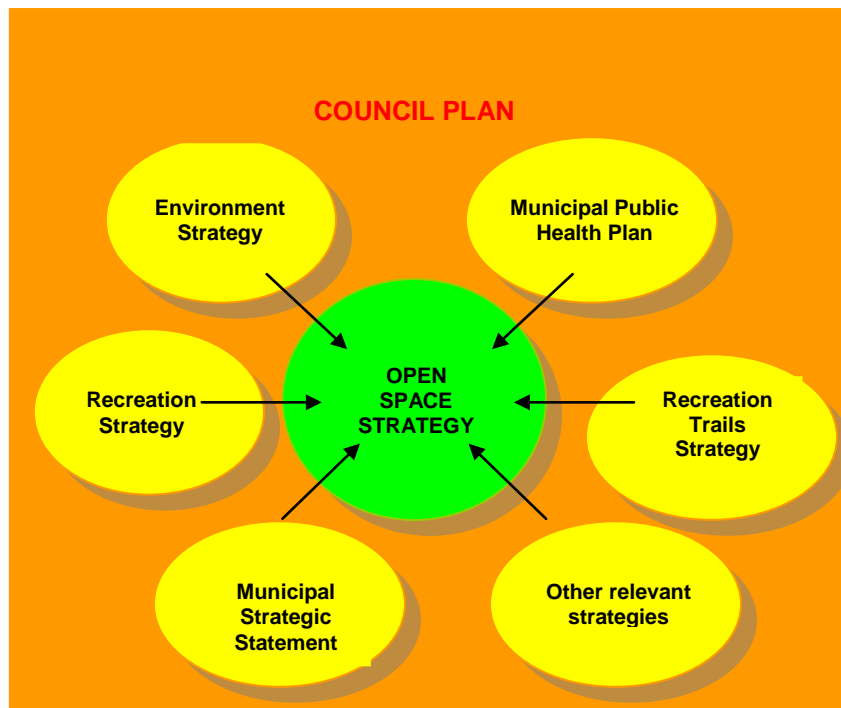 COUNCIL PLAN
Environment
Strategy
Municipal Public
Health Plan
OPEN
SPACE
STRATEGY
Recreation
Strategy
Recreation
Trails
Strategy
Municipal
Strategic
Statement
Other relevant
strategies